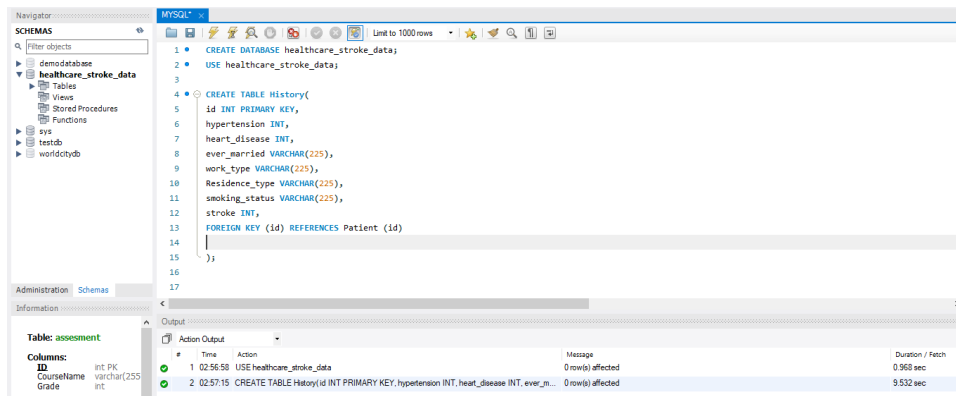 Navigator
SCHEMAS
Filter objects
demodatabase
healthcare_stroke_data
Tables
Views
Stored Procedures
Functions
sys
testdb
worldcitydb
Administration Schemas
Information
Table: assesment
Columns:
ID int PK
CourseName varchar(255
Grade int
MYSQL*
Limit to 1000 rows
1 CREATE DATABASE healthcare_stroke_data;
2 USE healthcare_stroke_data;
3
4 CREATE TABLE History(
5 id INT PRIMARY KEY,
6 hypertension INT,
7 heart_disease INT,
8 ever_married VARCHAR(225),
9 work_type VARCHAR(225),
10 Residence_type VARCHAR(225),
11 smoking_status VARCHAR(225),
12 stroke INT,
13 FOREIGN KEY (id) REFERENCES Patient (id)
14
15 );
16
17
Output
Action Output
# Time Action Message Duration / Fetch
1 02:56:58 USE healthcare_stroke_data 0 row(s) affected 0.968 sec
2 02:57:15 CREATE TABLE History( id INT PRIMARY KEY, hypertension INT, heart_disease INT, ever_m... 0 row(s) affected 9.532 sec